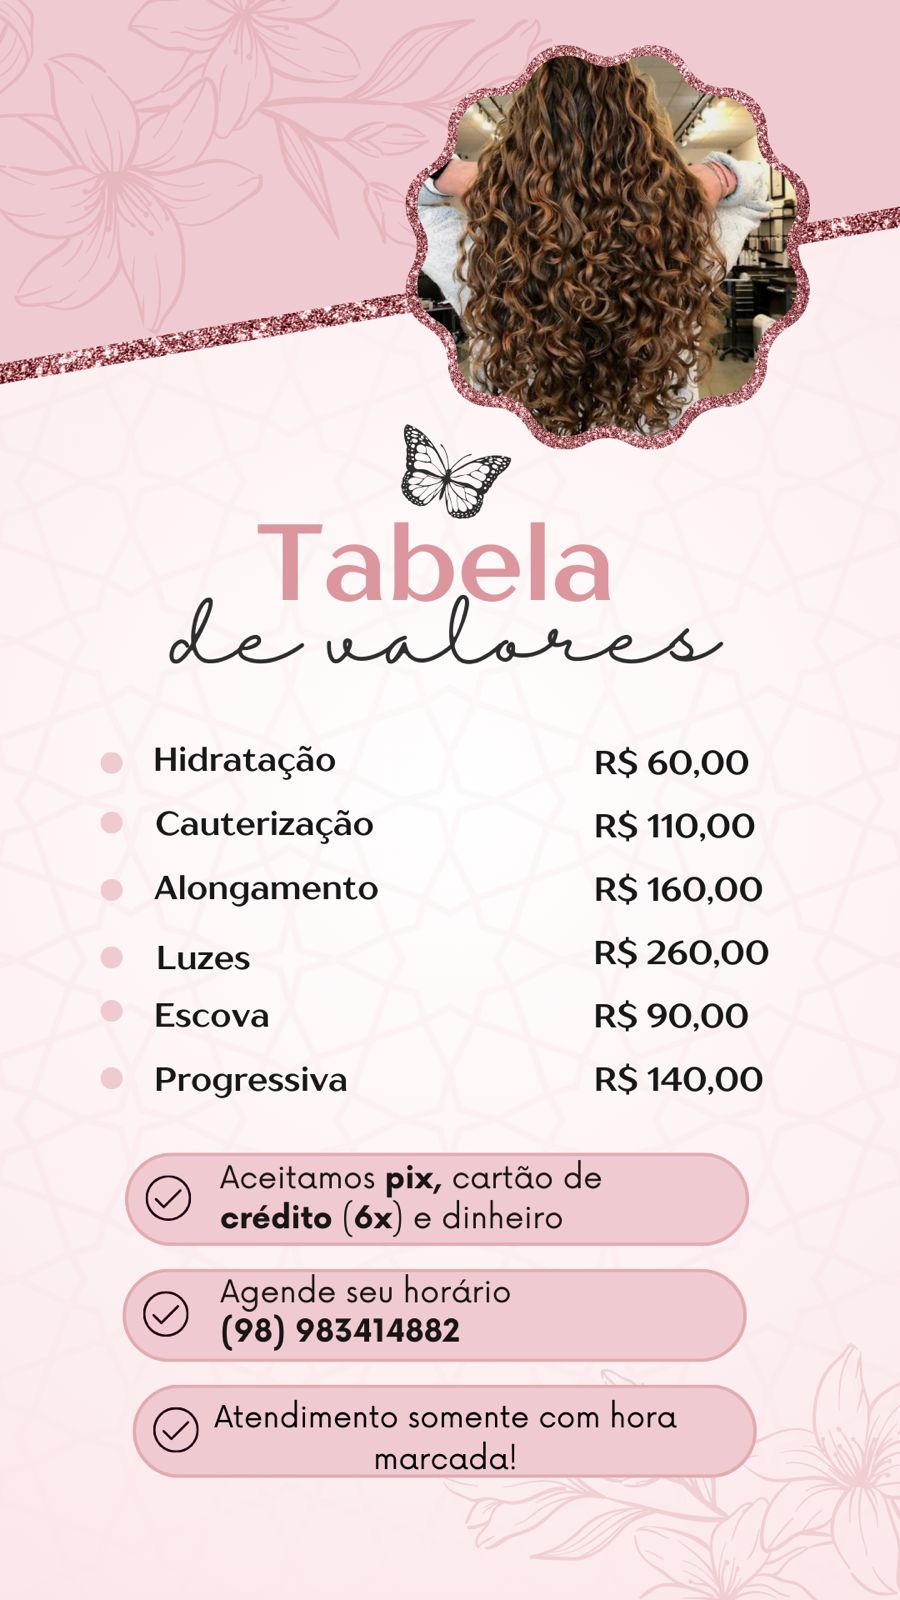 Tabela
de valores
Hidratação R$ 60,00
Cauterização R$ 110,00
Alongamento R$ 160,00
Luzes R$ 260,00
Escova R$ 90,00
Progressiva R$ 140,00
Aceitamos pix, cartão de
crédito (6x) e dinheiro
Agende seu horário
(98) 983414882
Atendimento somente com hora
marcada!